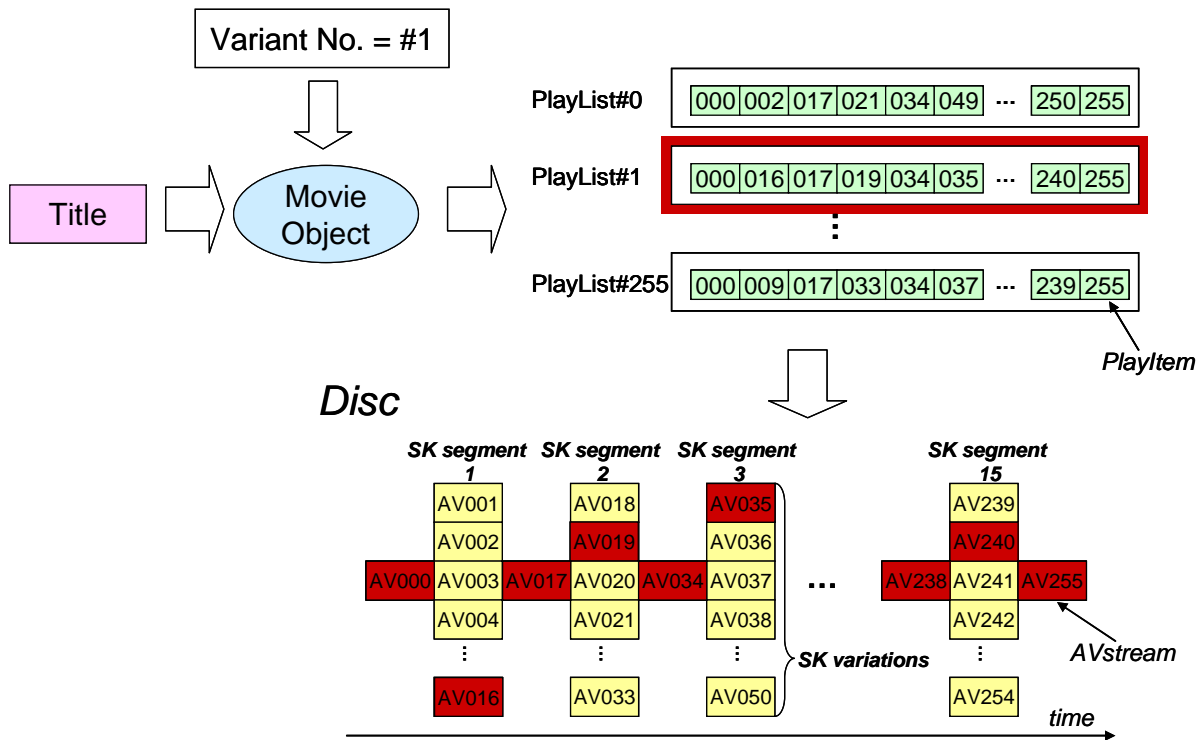 Variant No. = #1
Title
Movie
Object
PlayList#0
000 002 017 021 034 049 ... 250 255
PlayList#1
000 016 017 019 034 035 ... 240 255
PlayList#255
000 009 017 033 034 037 ... 239 255
PlayItem
Disc
SK segment
1
SK segment
2
SK segment
3
SK segment
15
AV001 AV018 AV035 AV239
AV002 AV019 AV036 AV240
AV000 AV003 AV017 AV020 AV034 AV037 ... AV238 AV241 AV255
AV004 AV021 AV038 AV242
AV016 AV033 AV050 AV254
SK variations
AVstream
time